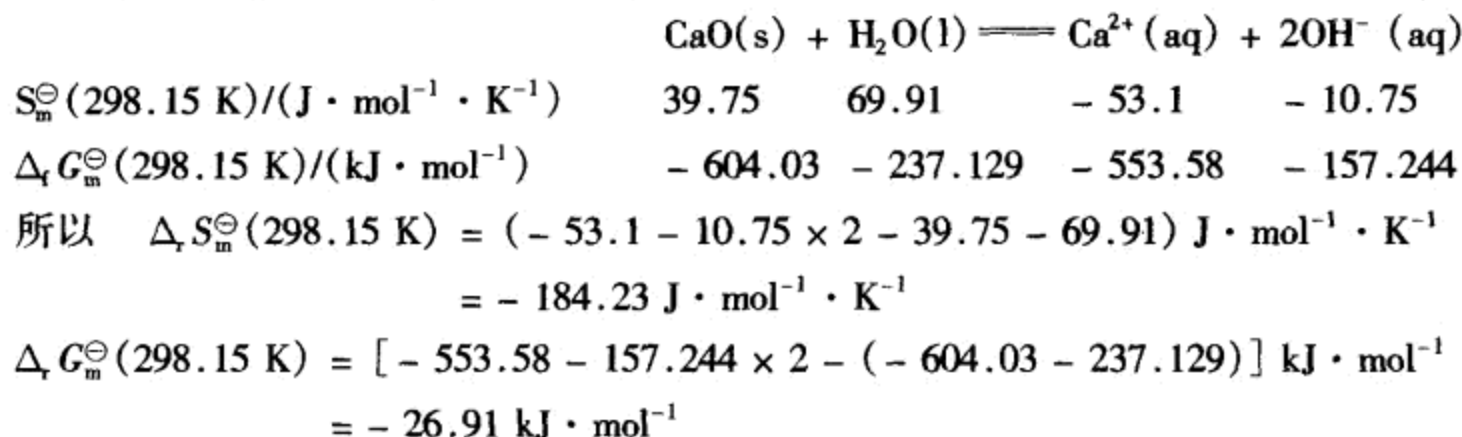 CaO(s) + H₂O(l) ═══ Ca²⁺(aq) + 2OH⁻ (aq)
S⊖m(298.15 K)/(J·mol⁻¹·K⁻¹) 39.75 69.91 - 53.1 - 10.75
ΔfG⊖m(298.15 K)/(kJ·mol⁻¹) - 604.03 - 237.129 - 553.58 - 157.244
所以 ΔrS⊖m(298.15 K) = (- 53.1 - 10.75 × 2 - 39.75 - 69.91) J·mol⁻¹·K⁻¹
= - 184.23 J·mol⁻¹·K⁻¹
ΔrG⊖m(298.15 K) = [- 553.58 - 157.244 × 2 - (- 604.03 - 237.129)] kJ·mol⁻¹
= - 26.91 kJ·mol⁻¹